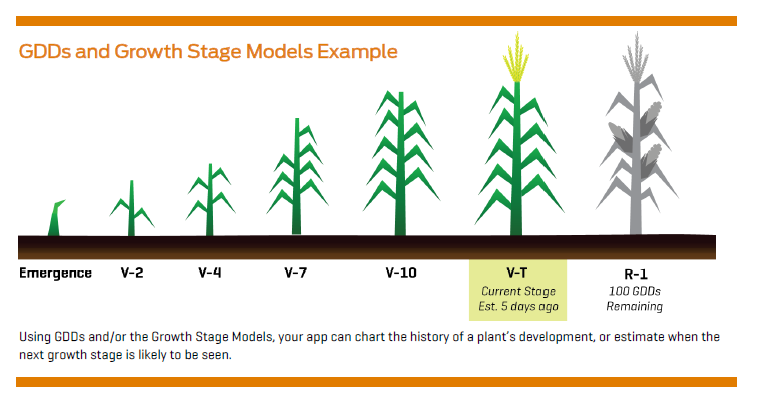 GDDs and Growth Stage Models Example
Emergence
V-2
V-4
V-7
V-10
V-T
Current Stage
Est. 5 days ago
R-1
100 GDDs
Remaining
Using GDDs and/or the Growth Stage Models, your app can chart the history of a plant's development, or estimate when the
next growth stage is likely to be seen.